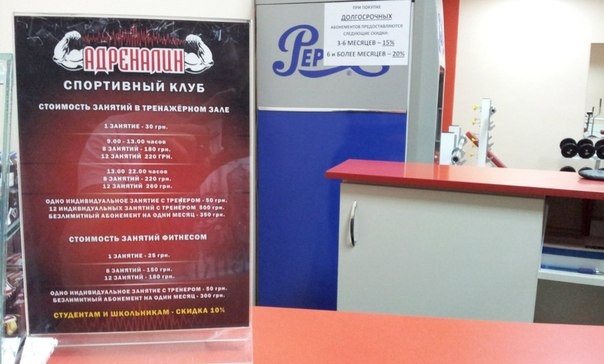 АДРЕНАЛИН
СПОРТИВНЫЙ КЛУБ
СТОИМОСТЬ ЗАНЯТИЙ В ТРЕНАЖЁРНОМ ЗАЛЕ
1 ЗАНЯТИЕ - 30 грн.
9.00 - 13.00 часов
8 ЗАНЯТИЙ - 180 грн.
12 ЗАНЯТИЙ 220 ГРН.
13.00 22.00 часов
8 ЗАНЯТИЙ - 220 грн.
12 ЗАНЯТИЙ 260 грн.
ОДНО ИНДИВИДУАЛЬНОЕ ЗАНЯТИЕ С ТРЕНЕРОМ - 50 грн.
12 ИНДИВИДУАЛЬНЫХ ЗАНЯТИЙ С ТРЕНЕРОМ 500 грн.
БЕЗЛИМИТНЫЙ АБОНЕМЕНТ НА ОДИН МЕСЯЦ - 350 грн.
СТОИМОСТЬ ЗАНЯТИЙ ФИТНЕСОМ
1 ЗАНЯТИЕ - 25 грн.
8 ЗАНЯТИЙ - 150 грн.
12 ЗАНЯТИЙ - 180 грн.
ОДНО ИНДИВИДУАЛЬНОЕ ЗАНЯТИЕ С ТРЕНЕРОМ - 50 грн.
БЕЗЛИМИТНЫЙ АБОНЕМЕНТ НА ОДИН МЕСЯЦ - 300 грн.
СТУДЕНТАМ И ШКОЛЬНИКАМ - СКИДКА 10%
ПРИ ПОКУПКЕ
ДОЛГОСРОЧНЫХ
АБОНЕМЕНТОВ ПРЕДОСТАВЛЯЮТСЯ
СЛЕДУЮЩИЕ СКИДКИ:
3-6 МЕСЯЦЕВ – 15%
6 и БОЛЕЕ МЕСЯЦЕВ – 20%
PEP